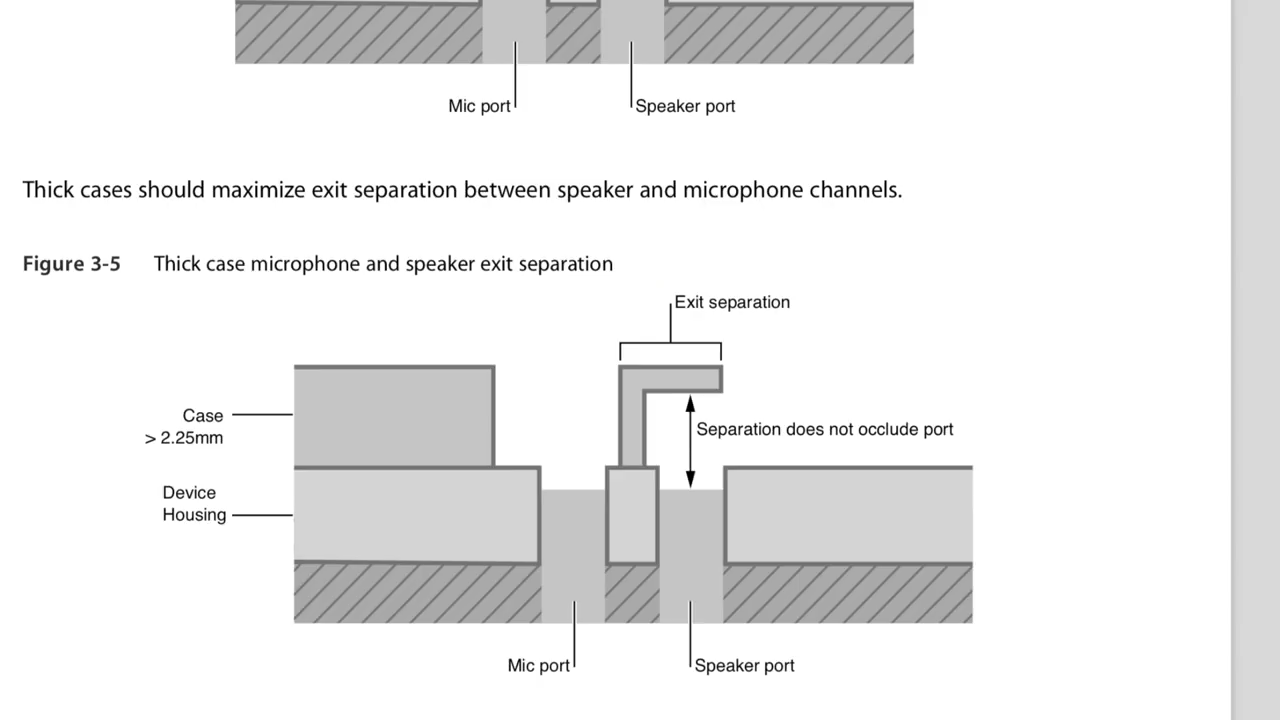 Mic port
Speaker port
Thick cases should maximize exit separation between speaker and microphone channels.
Figure 3-5 Thick case microphone and speaker exit separation
Exit separation
Case
> 2.25mm
Separation does not occlude port
Device
Housing
Mic port
Speaker port